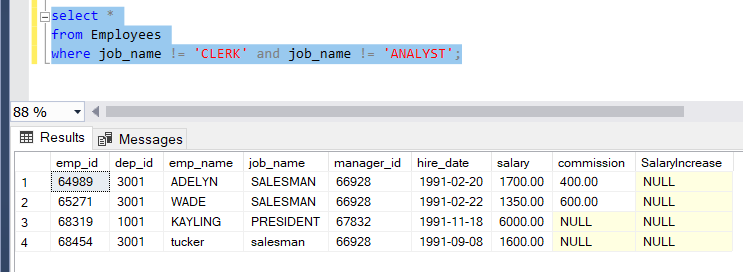 select *
from Employees
where job_name != 'CLERK' and job_name != 'ANALYST';
88 %
Results Messages
emp_id dep_id emp_name job_name manager_id hire_date salary commission SalaryIncrease
1 64989 3001 ADELYN SALESMAN 66928 1991-02-20 1700.00 400.00 NULL
2 65271 3001 WADE SALESMAN 66928 1991-02-22 1350.00 600.00 NULL
3 68319 1001 KAYLING PRESIDENT 67832 1991-11-18 6000.00 NULL NULL
4 68454 3001 tucker salesman 66928 1991-09-08 1600.00 NULL NULL